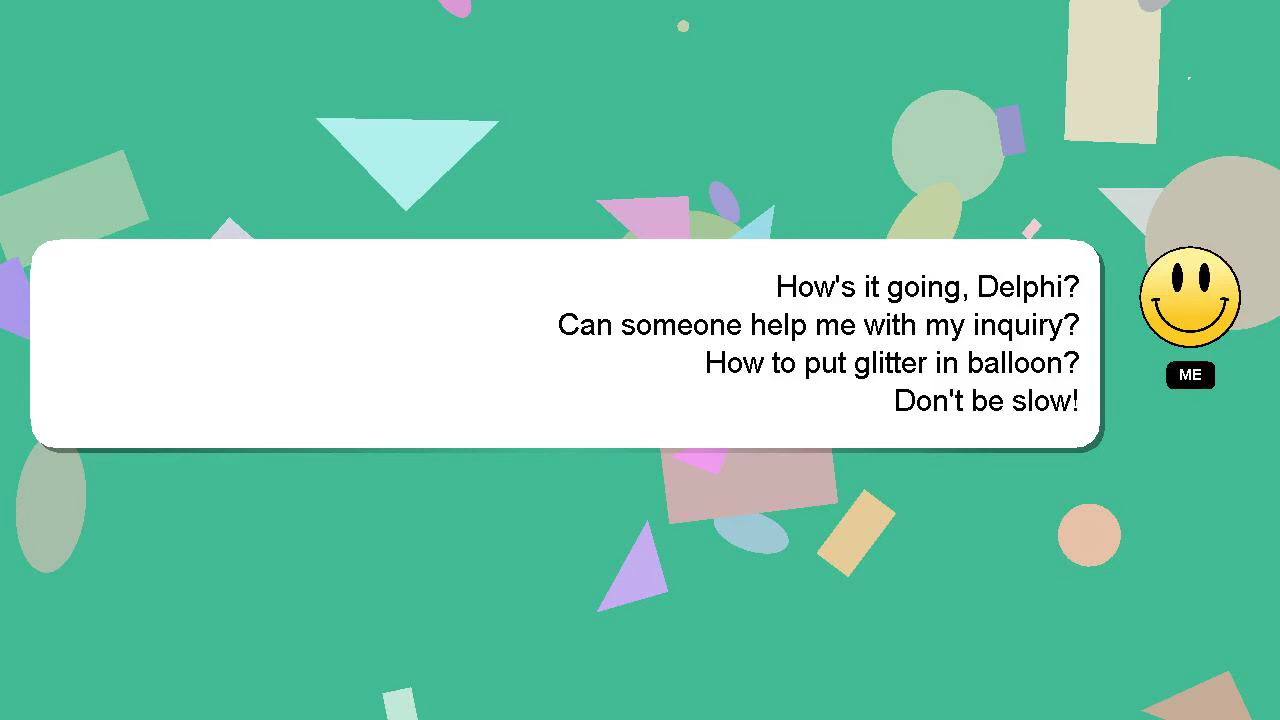 How's it going, Delphi?
Can someone help me with my inquiry?
How to put glitter in balloon?
Don't be slow!
ME